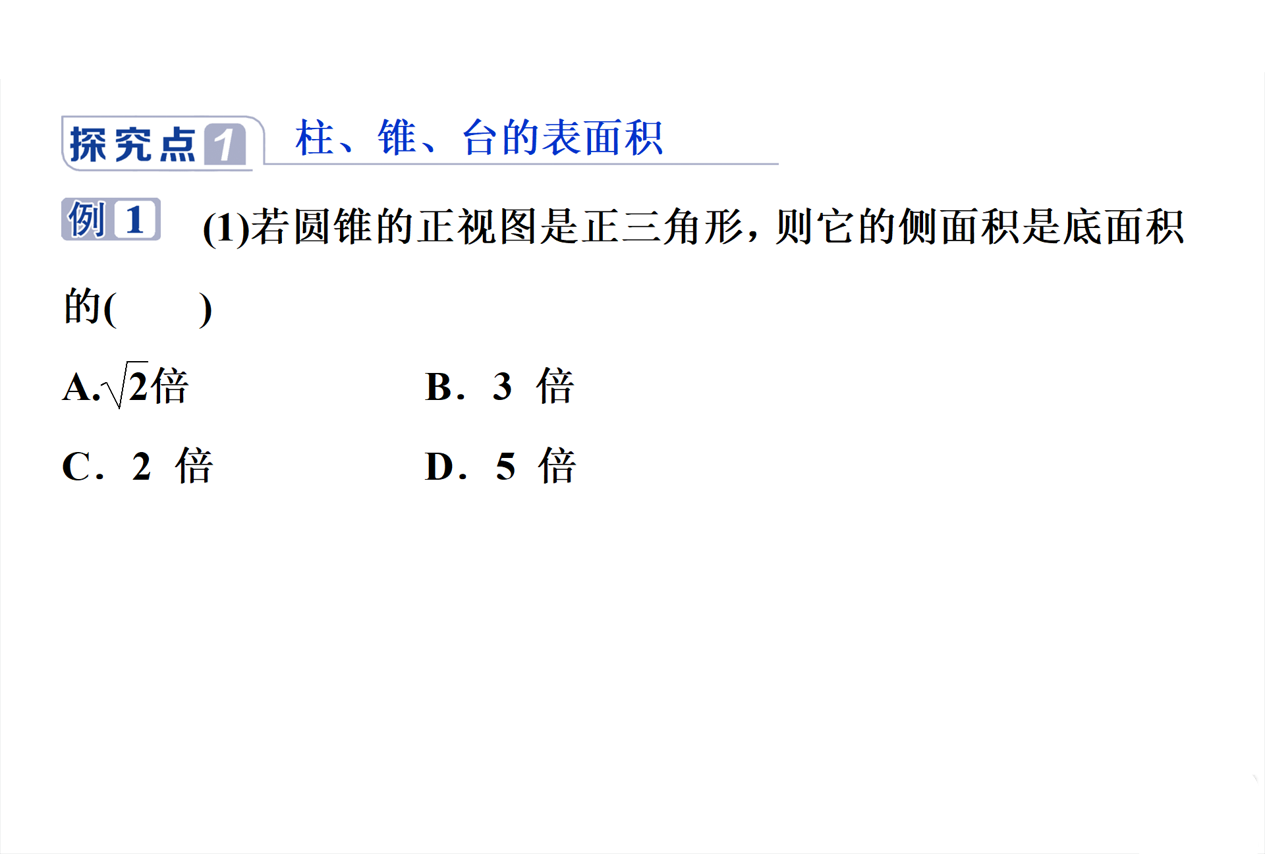 探究点1 柱、锥、台的表面积
例1 (1)若圆锥的正视图是正三角形，则它的侧面积是底面积
的(　　)
A.√2倍 B．3 倍
C．2 倍 D．5 倍